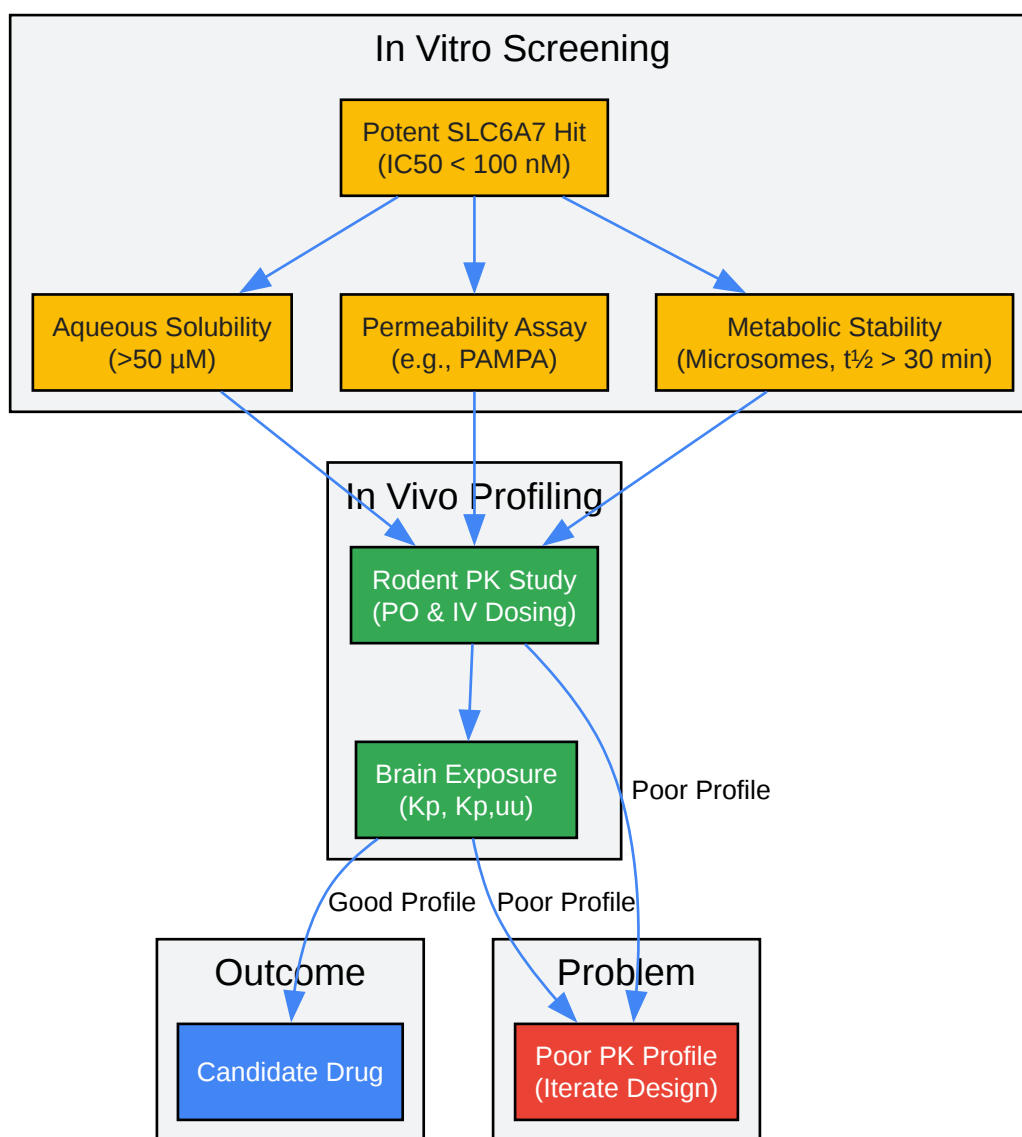 In Vitro Screening
Potent SLC6A7 Hit
(IC50 < 100 nM)
Aqueous Solubility
(>50 µM)
Permeability Assay
(e.g., PAMPA)
Metabolic Stability
(Microsomes, t½ > 30 min)
In Vivo Profiling
Rodent PK Study
(PO & IV Dosing)
Brain Exposure
(Kp, Kp,uu)
Poor Profile
Good Profile
Poor Profile
Outcome
Candidate Drug
Problem
Poor PK Profile
(Iterate Design)